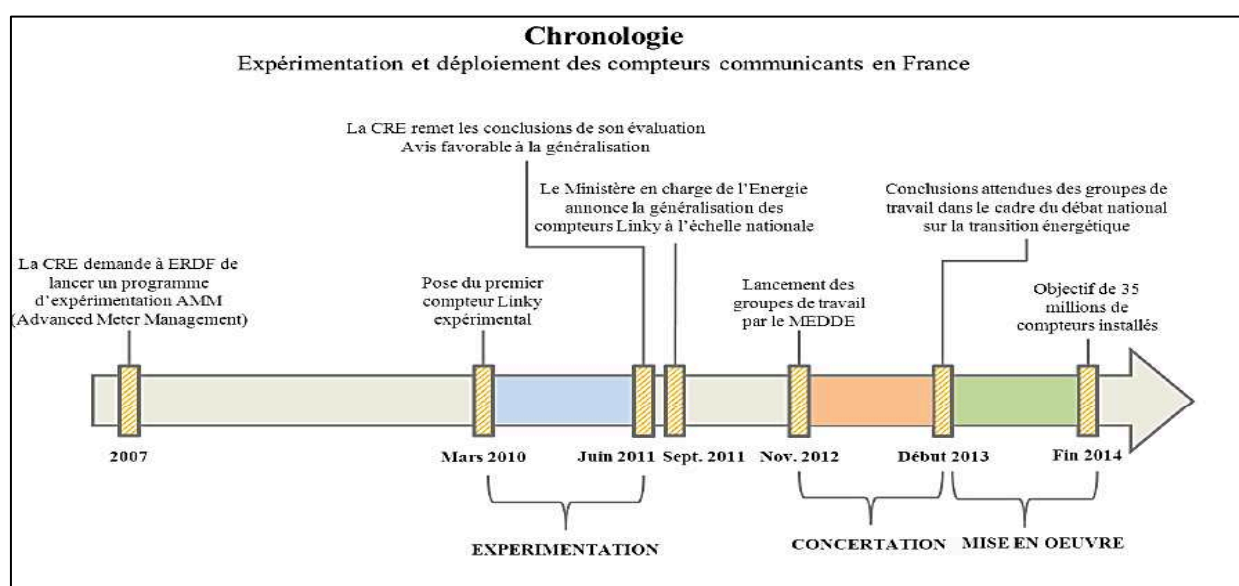 Chronologie
Expérimentation et déploiement des compteurs communicants en France
La CRE remet les conclusions de son évaluation
Avis favorable à la généralisation
Le Ministère en charge de l'Energie
annonce la généralisation des
compteurs Linky à l'échelle nationale
Conclusions attendues des groupes de
travail dans le cadre du débat national
sur la transition énergétique
La CRE demande à ERDF de
lancer un programme
d'expérimentation AMM
(Advanced Meter Management)
Pose du premier
compteur Linky
expérimental
Lancement des
groupes de travail
par le MEDDE
Objectif de 35
millions de
compteurs installés
2007
Mars 2010
Juin 2011
Sept. 2011
Nov. 2012
Début 2013
Fin 2014
EXPERIMENTATION
CONCERTATION
MISE EN OEUVRE